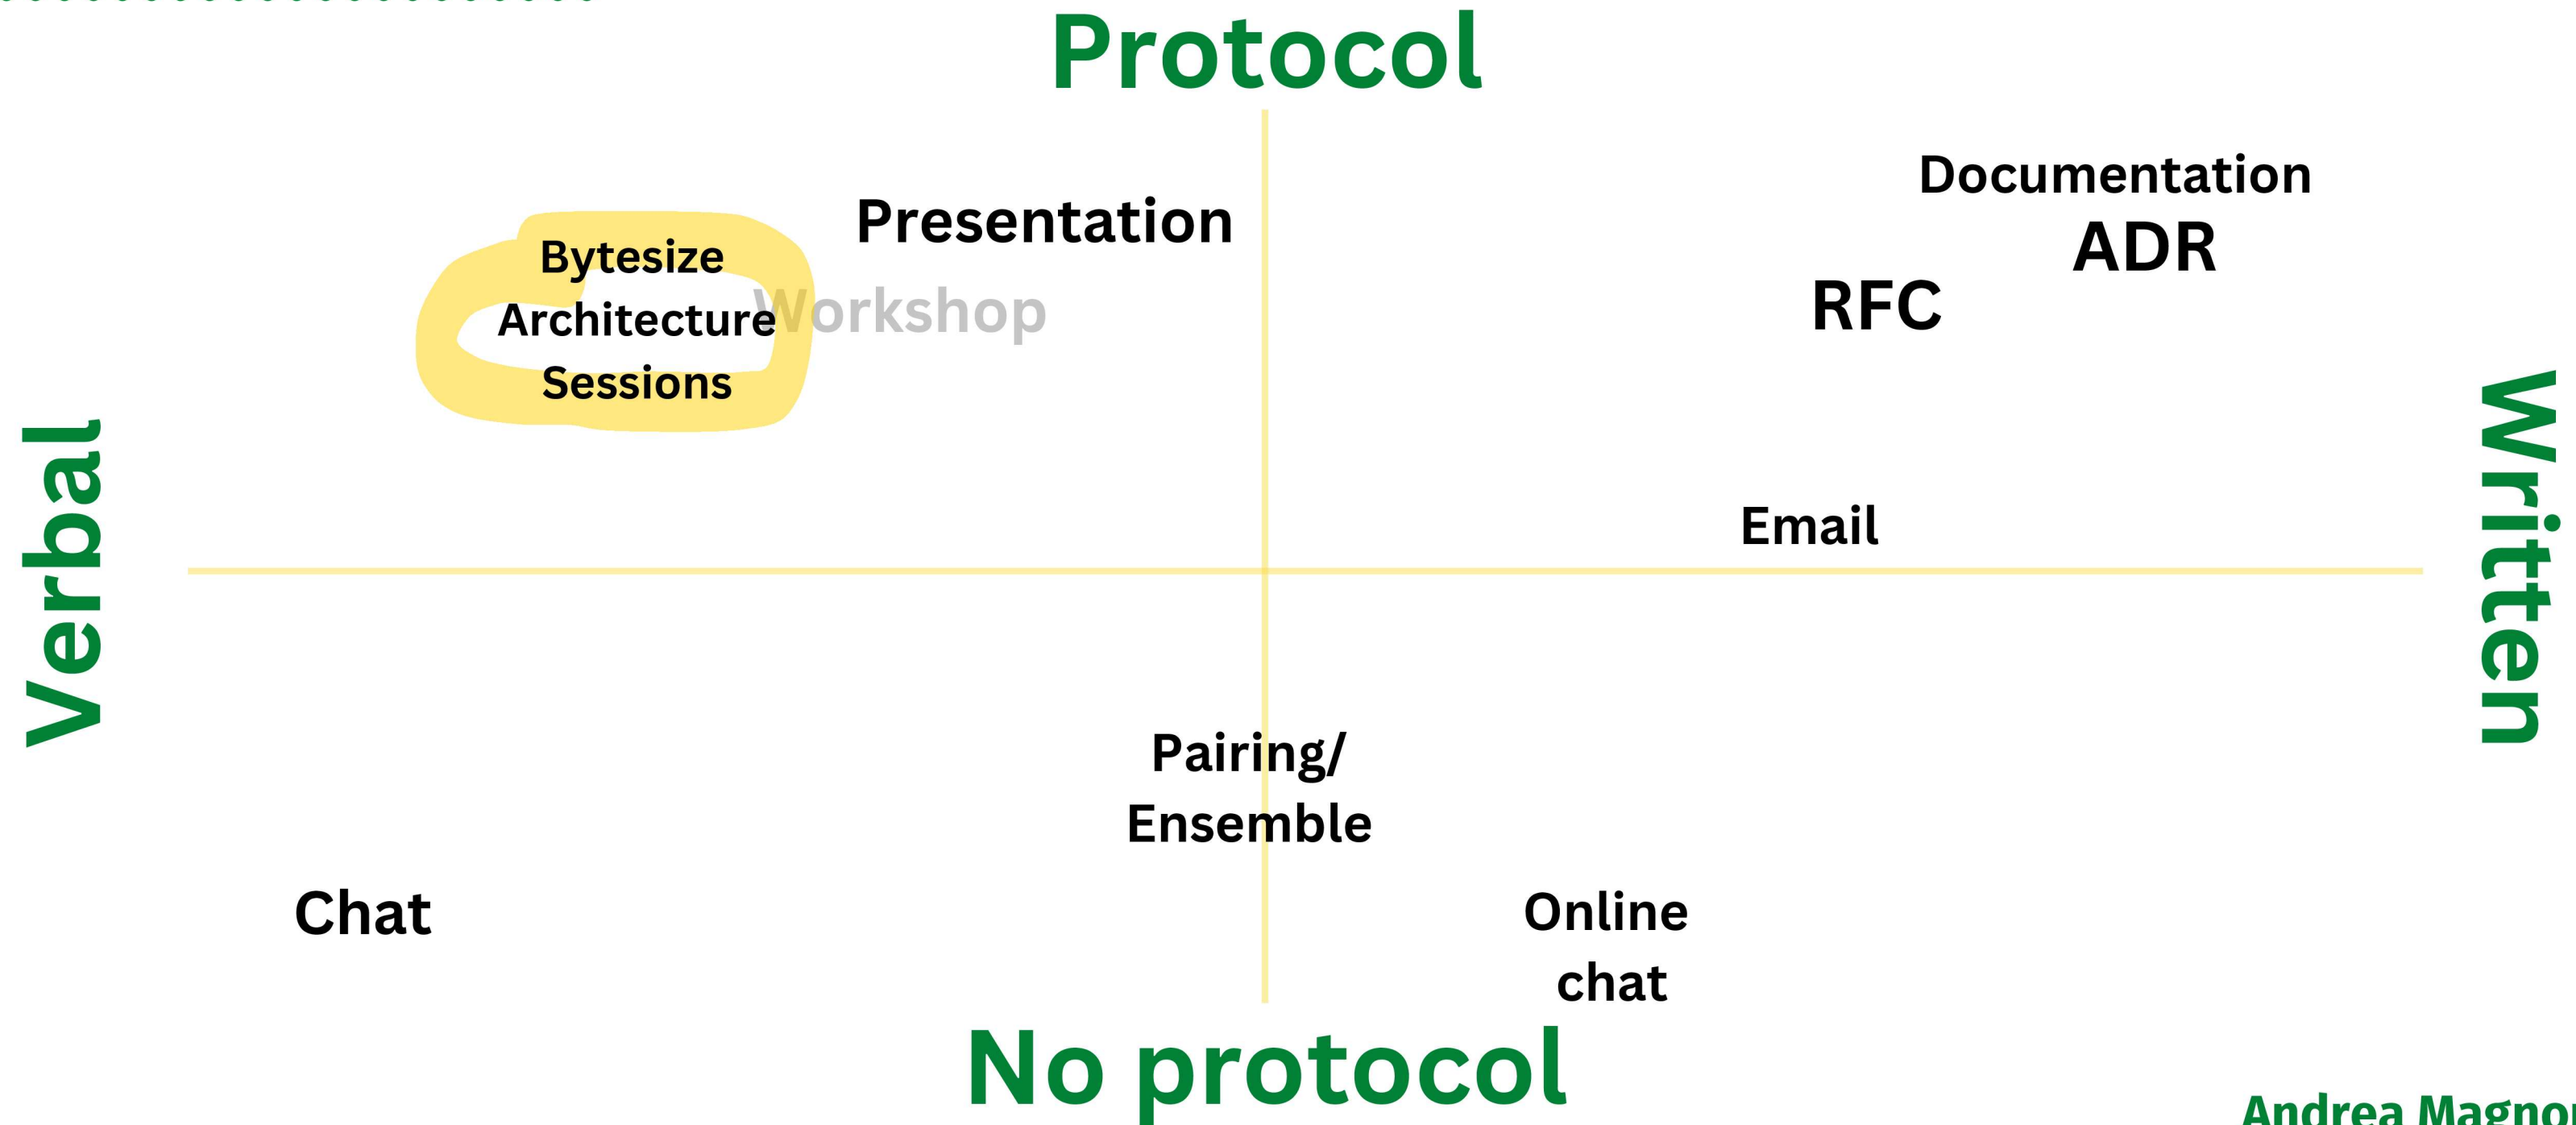 Protocol
Documentation
Presentation
ADR
Bytesize
Architecture
Sessions
Workshop
RFC
Verbal
Written
Email
Pairing/
Ensemble
Chat
Online
chat
No protocol
Andrea